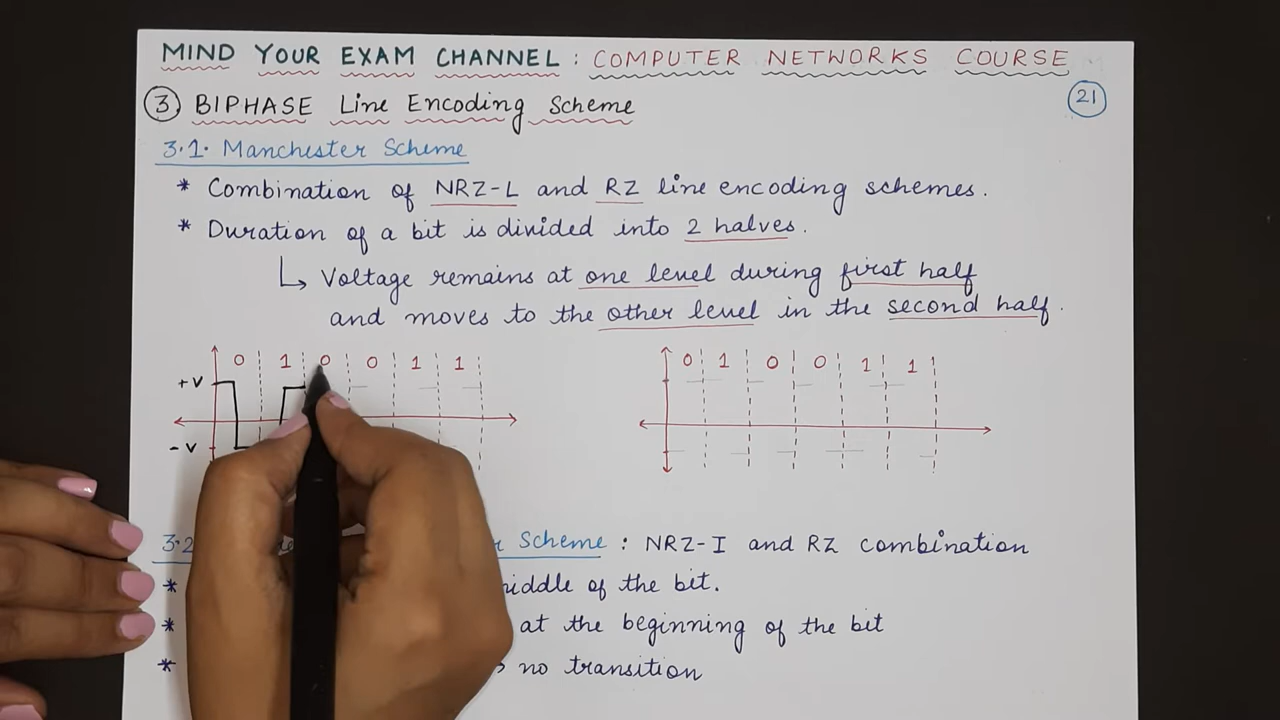 MIND YOUR EXAM CHANNEL : COMPUTER NETWORKS COURSE
③ BIPHASE Line Encoding Scheme
21
3.1. Manchester Scheme
* Combination of NRZ-L and RZ line encoding schemes.
* Duration of a bit is divided into 2 halves.
↳ Voltage remains at one level during first half
and moves to the other level in the second half.
0 1 0 0 1 1
0 1 0 0 1 1
+V
-V
3.2 Scheme : NRZ-I and RZ combination
* middle of the bit.
* at the beginning of the bit
* no transition